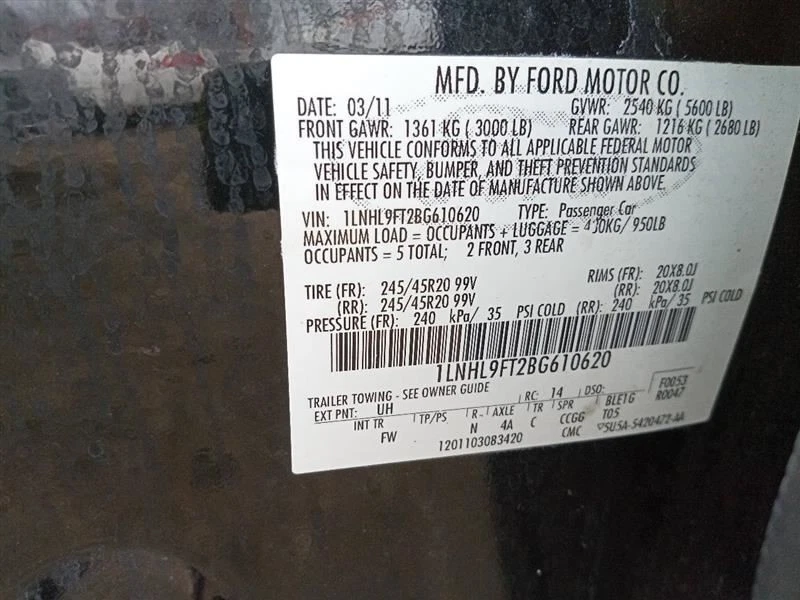 MFD. BY FORD MOTOR CO.
DATE: 03/11 GVWR: 2540 KG ( 5600 LB)
FRONT GAWR: 1361 KG ( 3000 LB) REAR GAWR: 1216 KG ( 2680 LB)
THIS VEHICLE CONFORMS TO ALL APPLICABLE FEDERAL MOTOR
VEHICLE SAFETY, BUMPER, AND THEFT PREVENTION STANDARDS
IN EFFECT ON THE DATE OF MANUFACTURE SHOWN ABOVE.
VIN: 1LNHL9FT2BG610620 TYPE: Passenger Car
MAXIMUM LOAD = OCCUPANTS + LUGGAGE = 430KG/ 950LB
OCCUPANTS = 5 TOTAL; 2 FRONT, 3 REAR
TIRE (FR): 245/45R20 99V RIMS (FR): 20X8.0J
(RR): 245/45R20 99V (RR): 20X8.0J
PRESSURE (FR): 240 kPa/ 35 PSI COLD (RR): 240 kPa/ 35 PSI COLD
1LNHL9FT2BG610620
TRAILER TOWING - SEE OWNER GUIDE
EXT PNT: UH RC: 14 DSO: F0053
INT TR TP/PS R- AXLE TR SPR BLE1G R0047
FW N 4A C CCGG T05
1201103083420 CMC ▽5U5A-5420472-AA